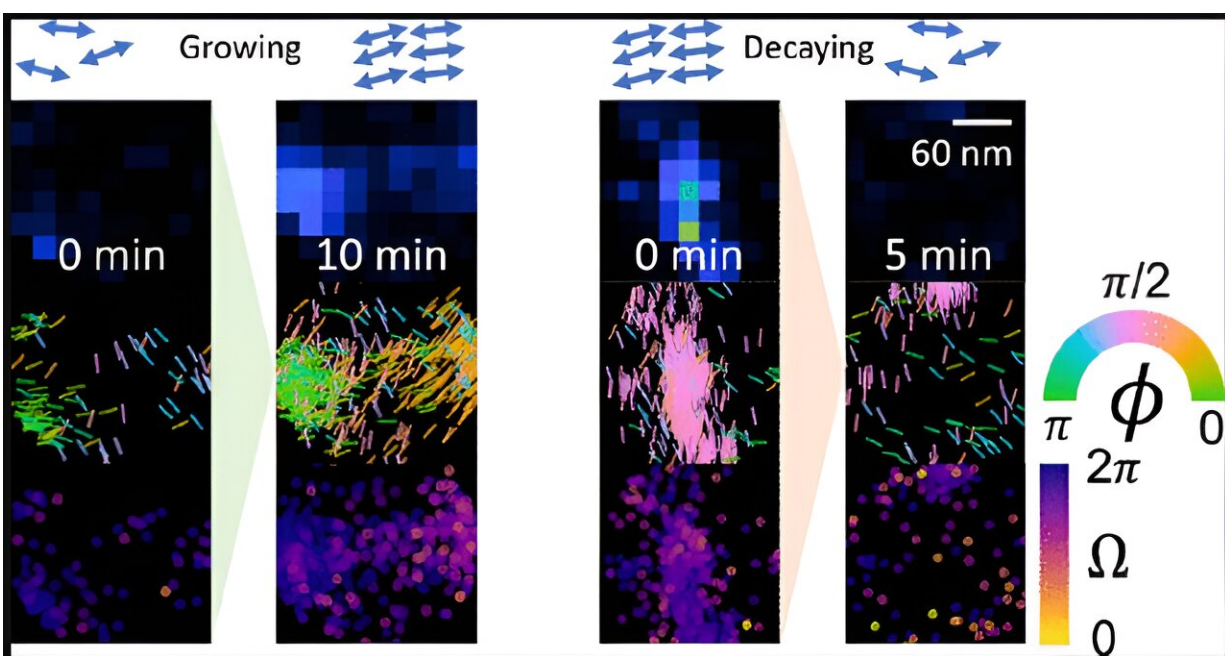 Growing
Decaying
60 nm
0 min
10 min
0 min
5 min
π/2
ϕ
π
0
2π
Ω
0